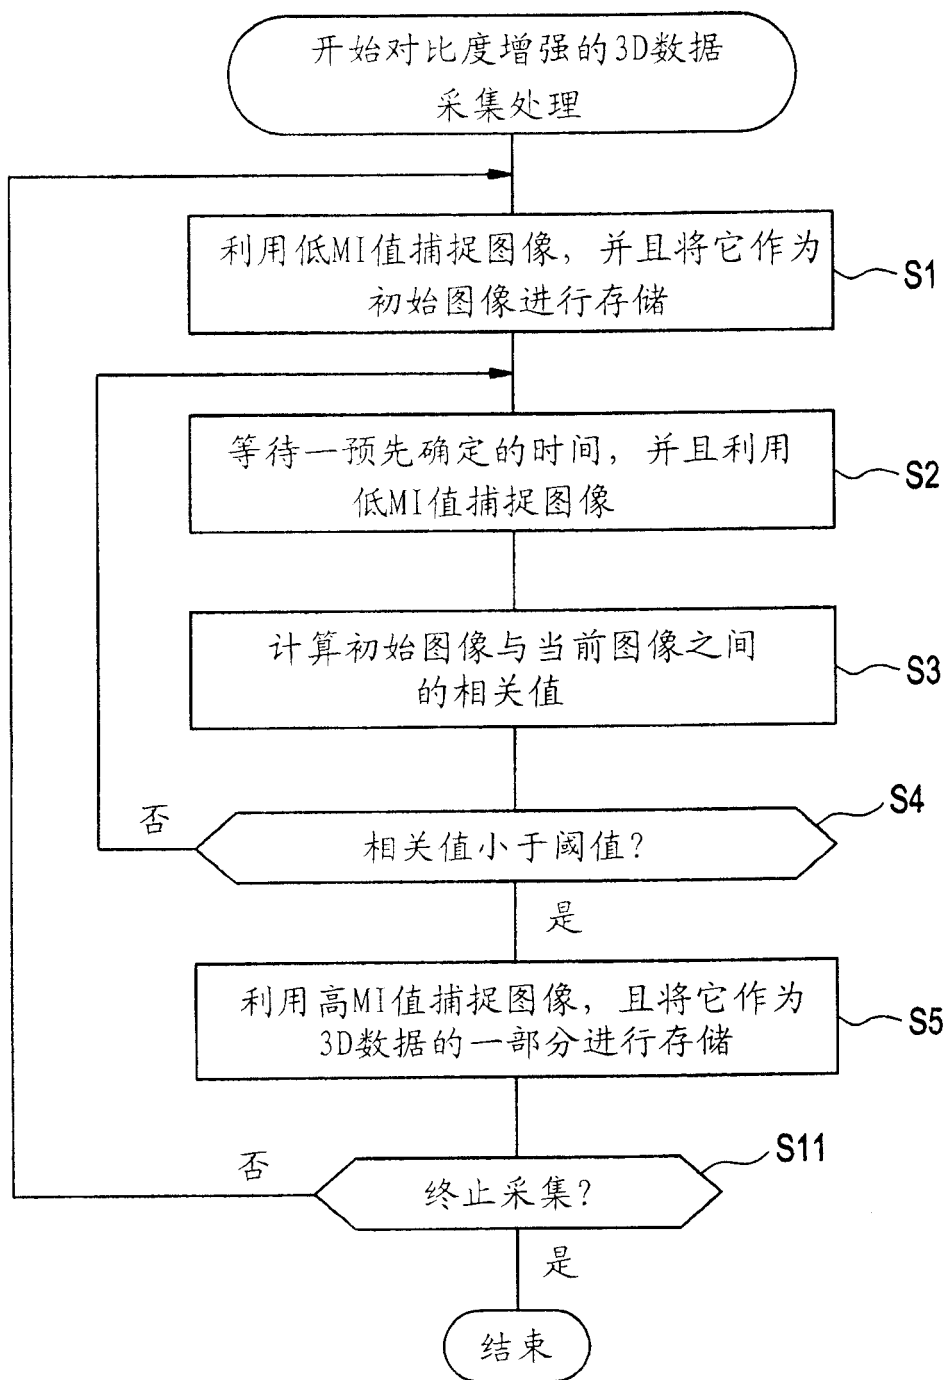 开始对比度增强的3D数据
采集处理
利用低MI值捕捉图像，并且将它作为
初始图像进行存储
S1
等待一预先确定的时间，并且利用
低MI值捕捉图像
S2
计算初始图像与当前图像之间
的相关值
S3
S4
否
相关值小于阈值？
是
利用高MI值捕捉图像，且将它作为
3D数据的一部分进行存储
S5
S11
否
终止采集？
是
结束